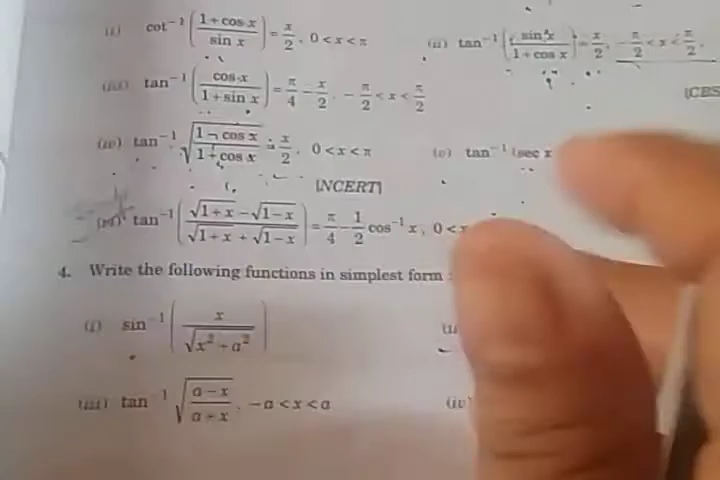 (i) cot⁻¹ ((1 + cos x)/(sin x)) = x/2, 0 < x < π (ii) tan⁻¹ ((sin x)/(1 + cos x)) = x/2, -π/2 < x < π/2,
(iii) tan⁻¹ ((cos x)/(1 + sin x)) = π/4 - x/2, -π/2 < x < π/2 [CBS
(iv) tan⁻¹ √((1 - cos x)/(1 + cos x)) = x/2, 0 < x < π (v) tan⁻¹ (sec x
[NCERT]
(vi) tan⁻¹ ((√(1+x) - √(1-x))/(√(1+x) + √(1-x))) = π/4 - 1/2 cos⁻¹ x, 0 < x
4. Write the following functions in simplest form :
(i) sin⁻¹ (x/√(x² + a²)) (ii
(iii) tan⁻¹ √((a - x)/(a + x)), -a < x < a (iv